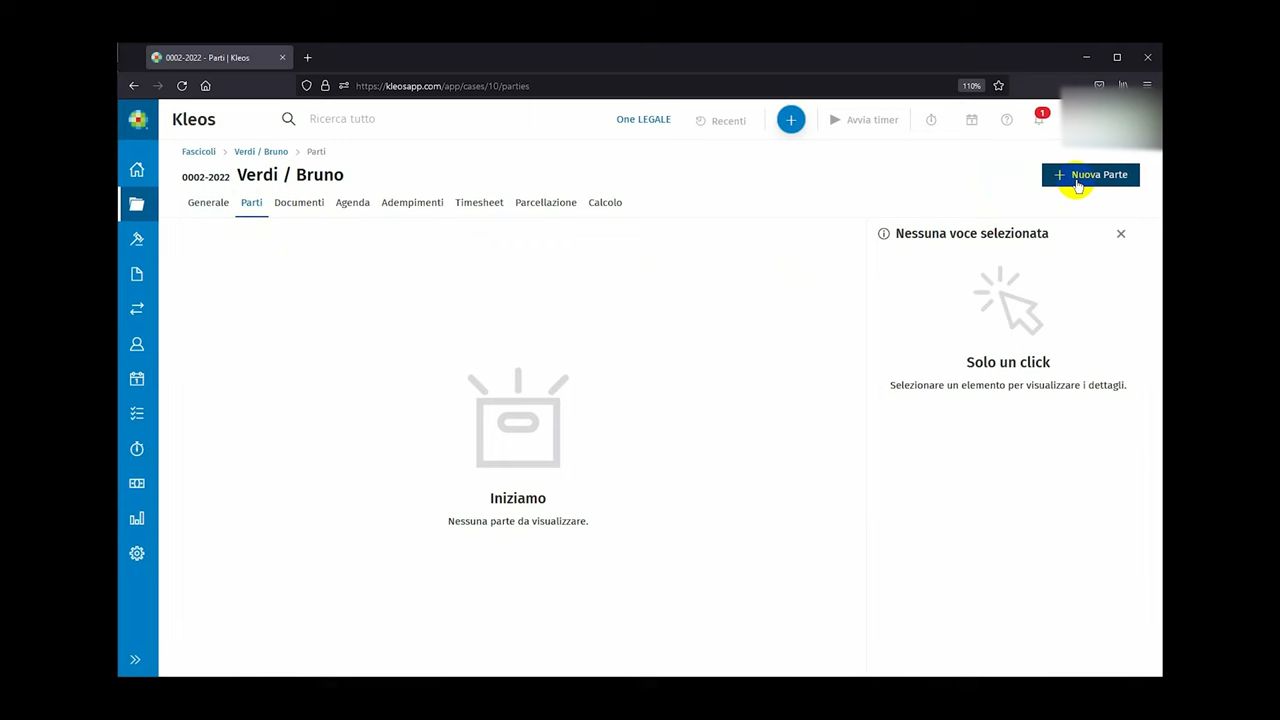 0002-2022 - Parti | Kleos
https://kleosapp.com/app/cases/10/parties
110%
Kleos
Ricerca tutto
One LEGALE
Recenti
Avvia timer
1
Fascicoli > Verdi / Bruno > Parti
0002-2022 Verdi / Bruno
+ Nuova Parte
Generale Parti Documenti Agenda Adempimenti Timesheet Parcellazione Calcolo
Nessuna voce selezionata
Solo un click
Selezionare un elemento per visualizzare i dettagli.
Iniziamo
Nessuna parte da visualizzare.